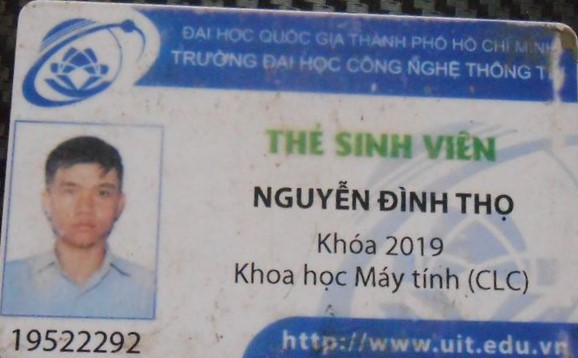 ĐẠI HỌC QUỐC GIA THÀNH PHỐ HỒ CHÍ MINH
TRƯỜNG ĐẠI HỌC CÔNG NGHỆ THÔNG TIN
THẺ SINH VIÊN
NGUYỄN ĐÌNH THỌ
Khóa 2019
Khoa học Máy tính (CLC)
19522292
http://www.uit.edu.vn